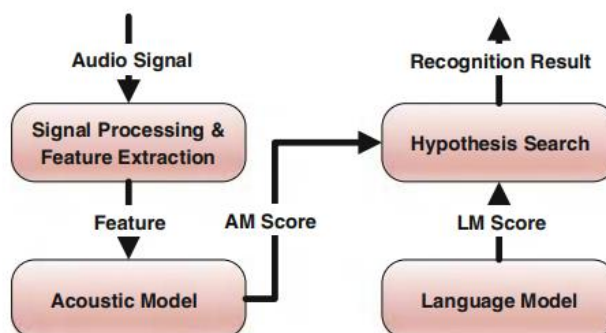 Audio Signal
Signal Processing &
Feature Extraction
Feature
Acoustic Model
AM Score
Recognition Result
Hypothesis Search
LM Score
Language Model